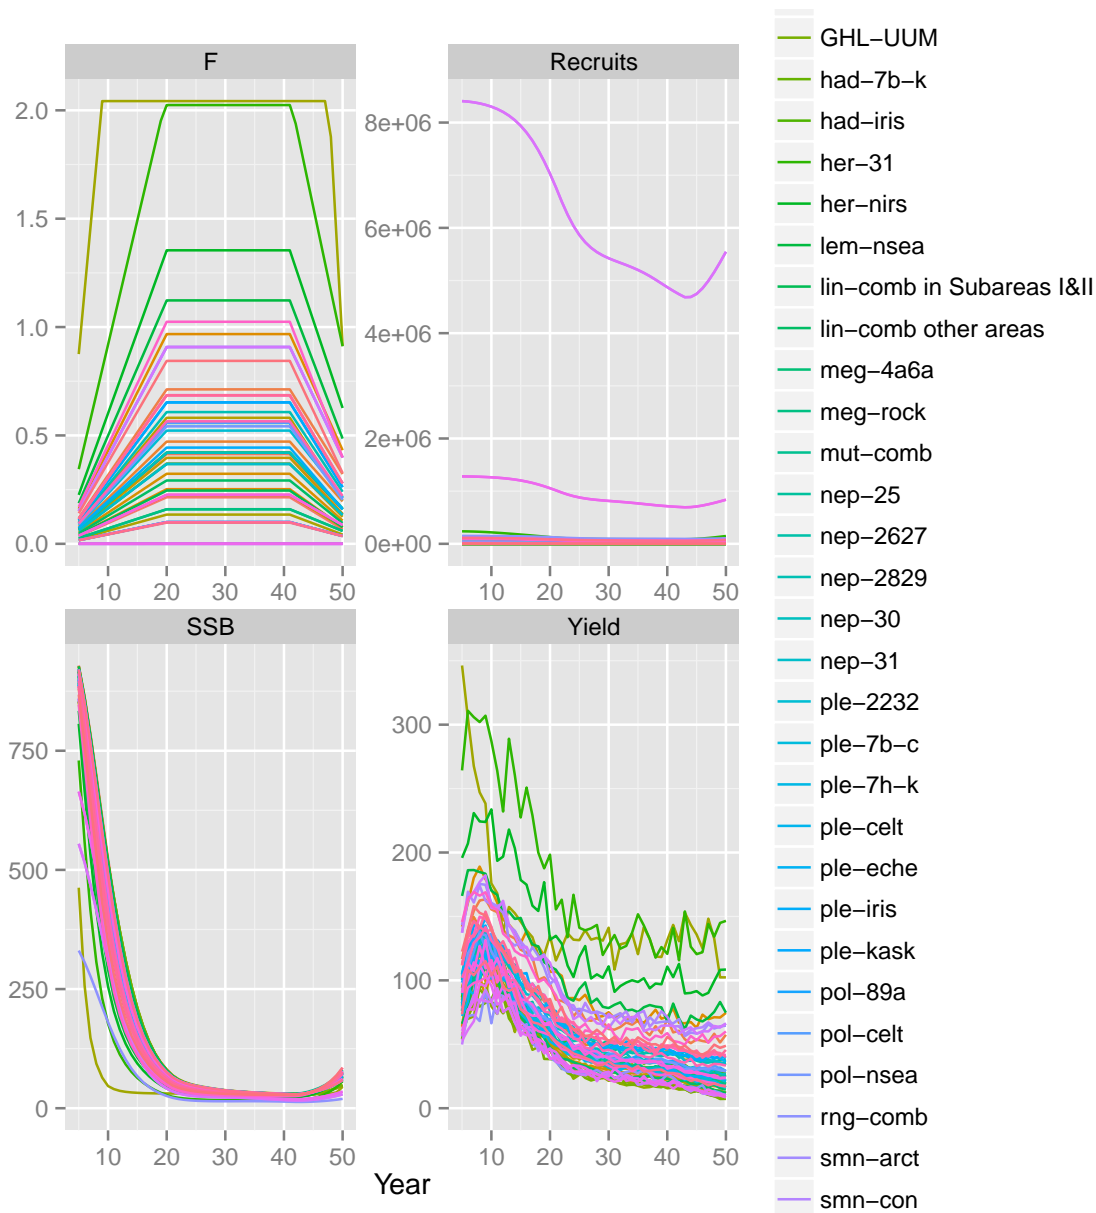 F
Recruits
2.0
1.5
1.0
0.5
0.0
8e+06
6e+06
4e+06
2e+06
0e+00
10 20 30 40 50
10 20 30 40 50
SSB
Yield
750
500
250
0
300
200
100
0
10 20 30 40 50
10 20 30 40 50
Year
GHL−UUM
had−7b−k
had−iris
her−31
her−nirs
lem−nsea
lin−comb in Subareas I&II
lin−comb other areas
meg−4a6a
meg−rock
mut−comb
nep−25
nep−2627
nep−2829
nep−30
nep−31
ple−2232
ple−7b−c
ple−7h−k
ple−celt
ple−eche
ple−iris
ple−kask
pol−89a
pol−celt
pol−nsea
rng−comb
smn−arct
smn−con